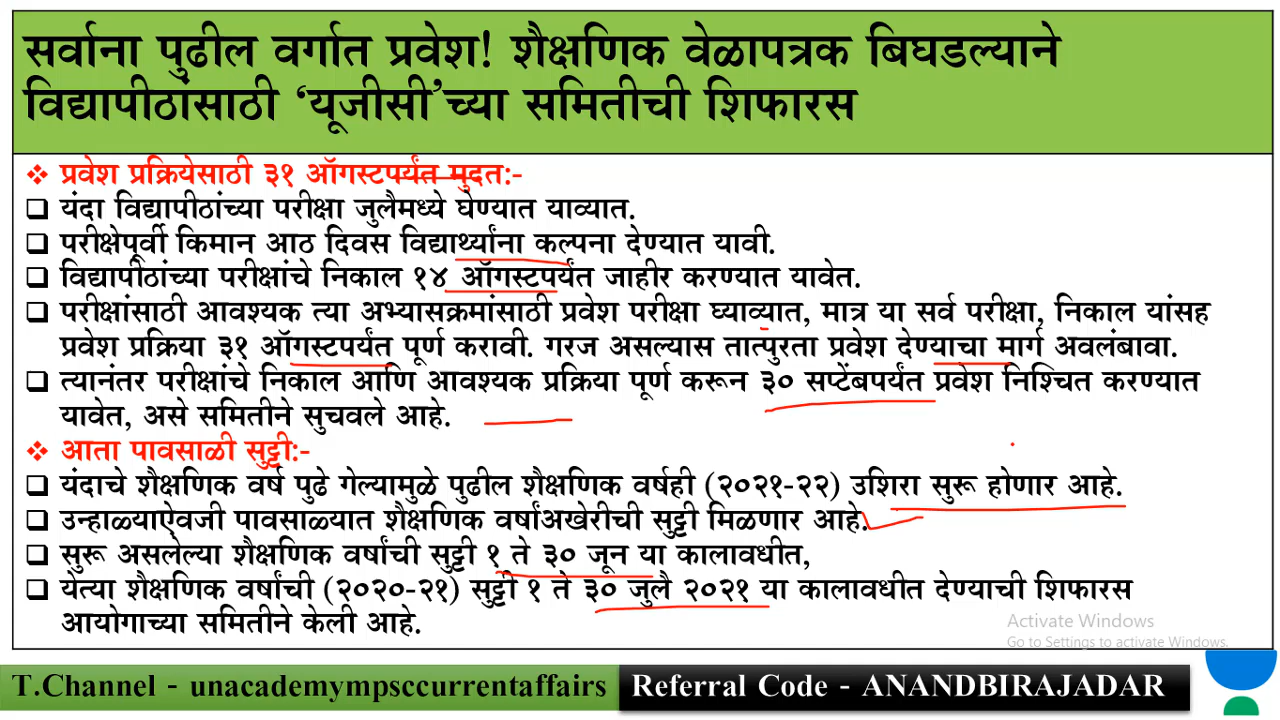 सर्वाना पुढील वर्गात प्रवेश! शैक्षणिक वेळापत्रक बिघडल्याने
विद्यापीठांसाठी ‘यूजीसी’च्या समितीची शिफारस
❖ प्रवेश प्रक्रियेसाठी ३१ ऑगस्टपर्यंत मुदत:-
❑ यंदा विद्यापीठांच्या परीक्षा जुलैमध्ये घेण्यात याव्यात.
❑ परीक्षेपूर्वी किमान आठ दिवस विद्यार्थ्यांना कल्पना देण्यात यावी.
❑ विद्यापीठांच्या परीक्षांचे निकाल १४ ऑगस्टपर्यंत जाहीर करण्यात यावेत.
❑ परीक्षांसाठी आवश्यक त्या अभ्यासक्रमांसाठी प्रवेश परीक्षा घ्याव्यात, मात्र या सर्व परीक्षा, निकाल यांसह
प्रवेश प्रक्रिया ३१ ऑगस्टपर्यंत पूर्ण करावी. गरज असल्यास तात्पुरता प्रवेश देण्याचा मार्ग अवलंबावा.
❑ त्यानंतर परीक्षांचे निकाल आणि आवश्यक प्रक्रिया पूर्ण करून ३० सप्टेंबपर्यंत प्रवेश निश्चित करण्यात
यावेत, असे समितीने सुचवले आहे.
❖ आता पावसाळी सुट्टी:-
❑ यंदाचे शैक्षणिक वर्ष पुढे गेल्यामुळे पुढील शैक्षणिक वर्षही (२०२१-२२) उशिरा सुरू होणार आहे.
❑ उन्हाळ्याऐवजी पावसाळ्यात शैक्षणिक वर्षाअखेरीची सुट्टी मिळणार आहे.
❑ सुरू असलेल्या शैक्षणिक वर्षाची सुट्टी १ ते ३० जून या कालावधीत,
❑ येत्या शैक्षणिक वर्षाची (२०२०-२१) सुट्टी १ ते ३० जुलै २०२१ या कालावधीत देण्याची शिफारस
आयोगाच्या समितीने केली आहे.
Activate Windows
Go to Settings to activate Windows.
T.Channel - unacademympsccurrentaffairs Referral Code - ANANDBIRAJADAR